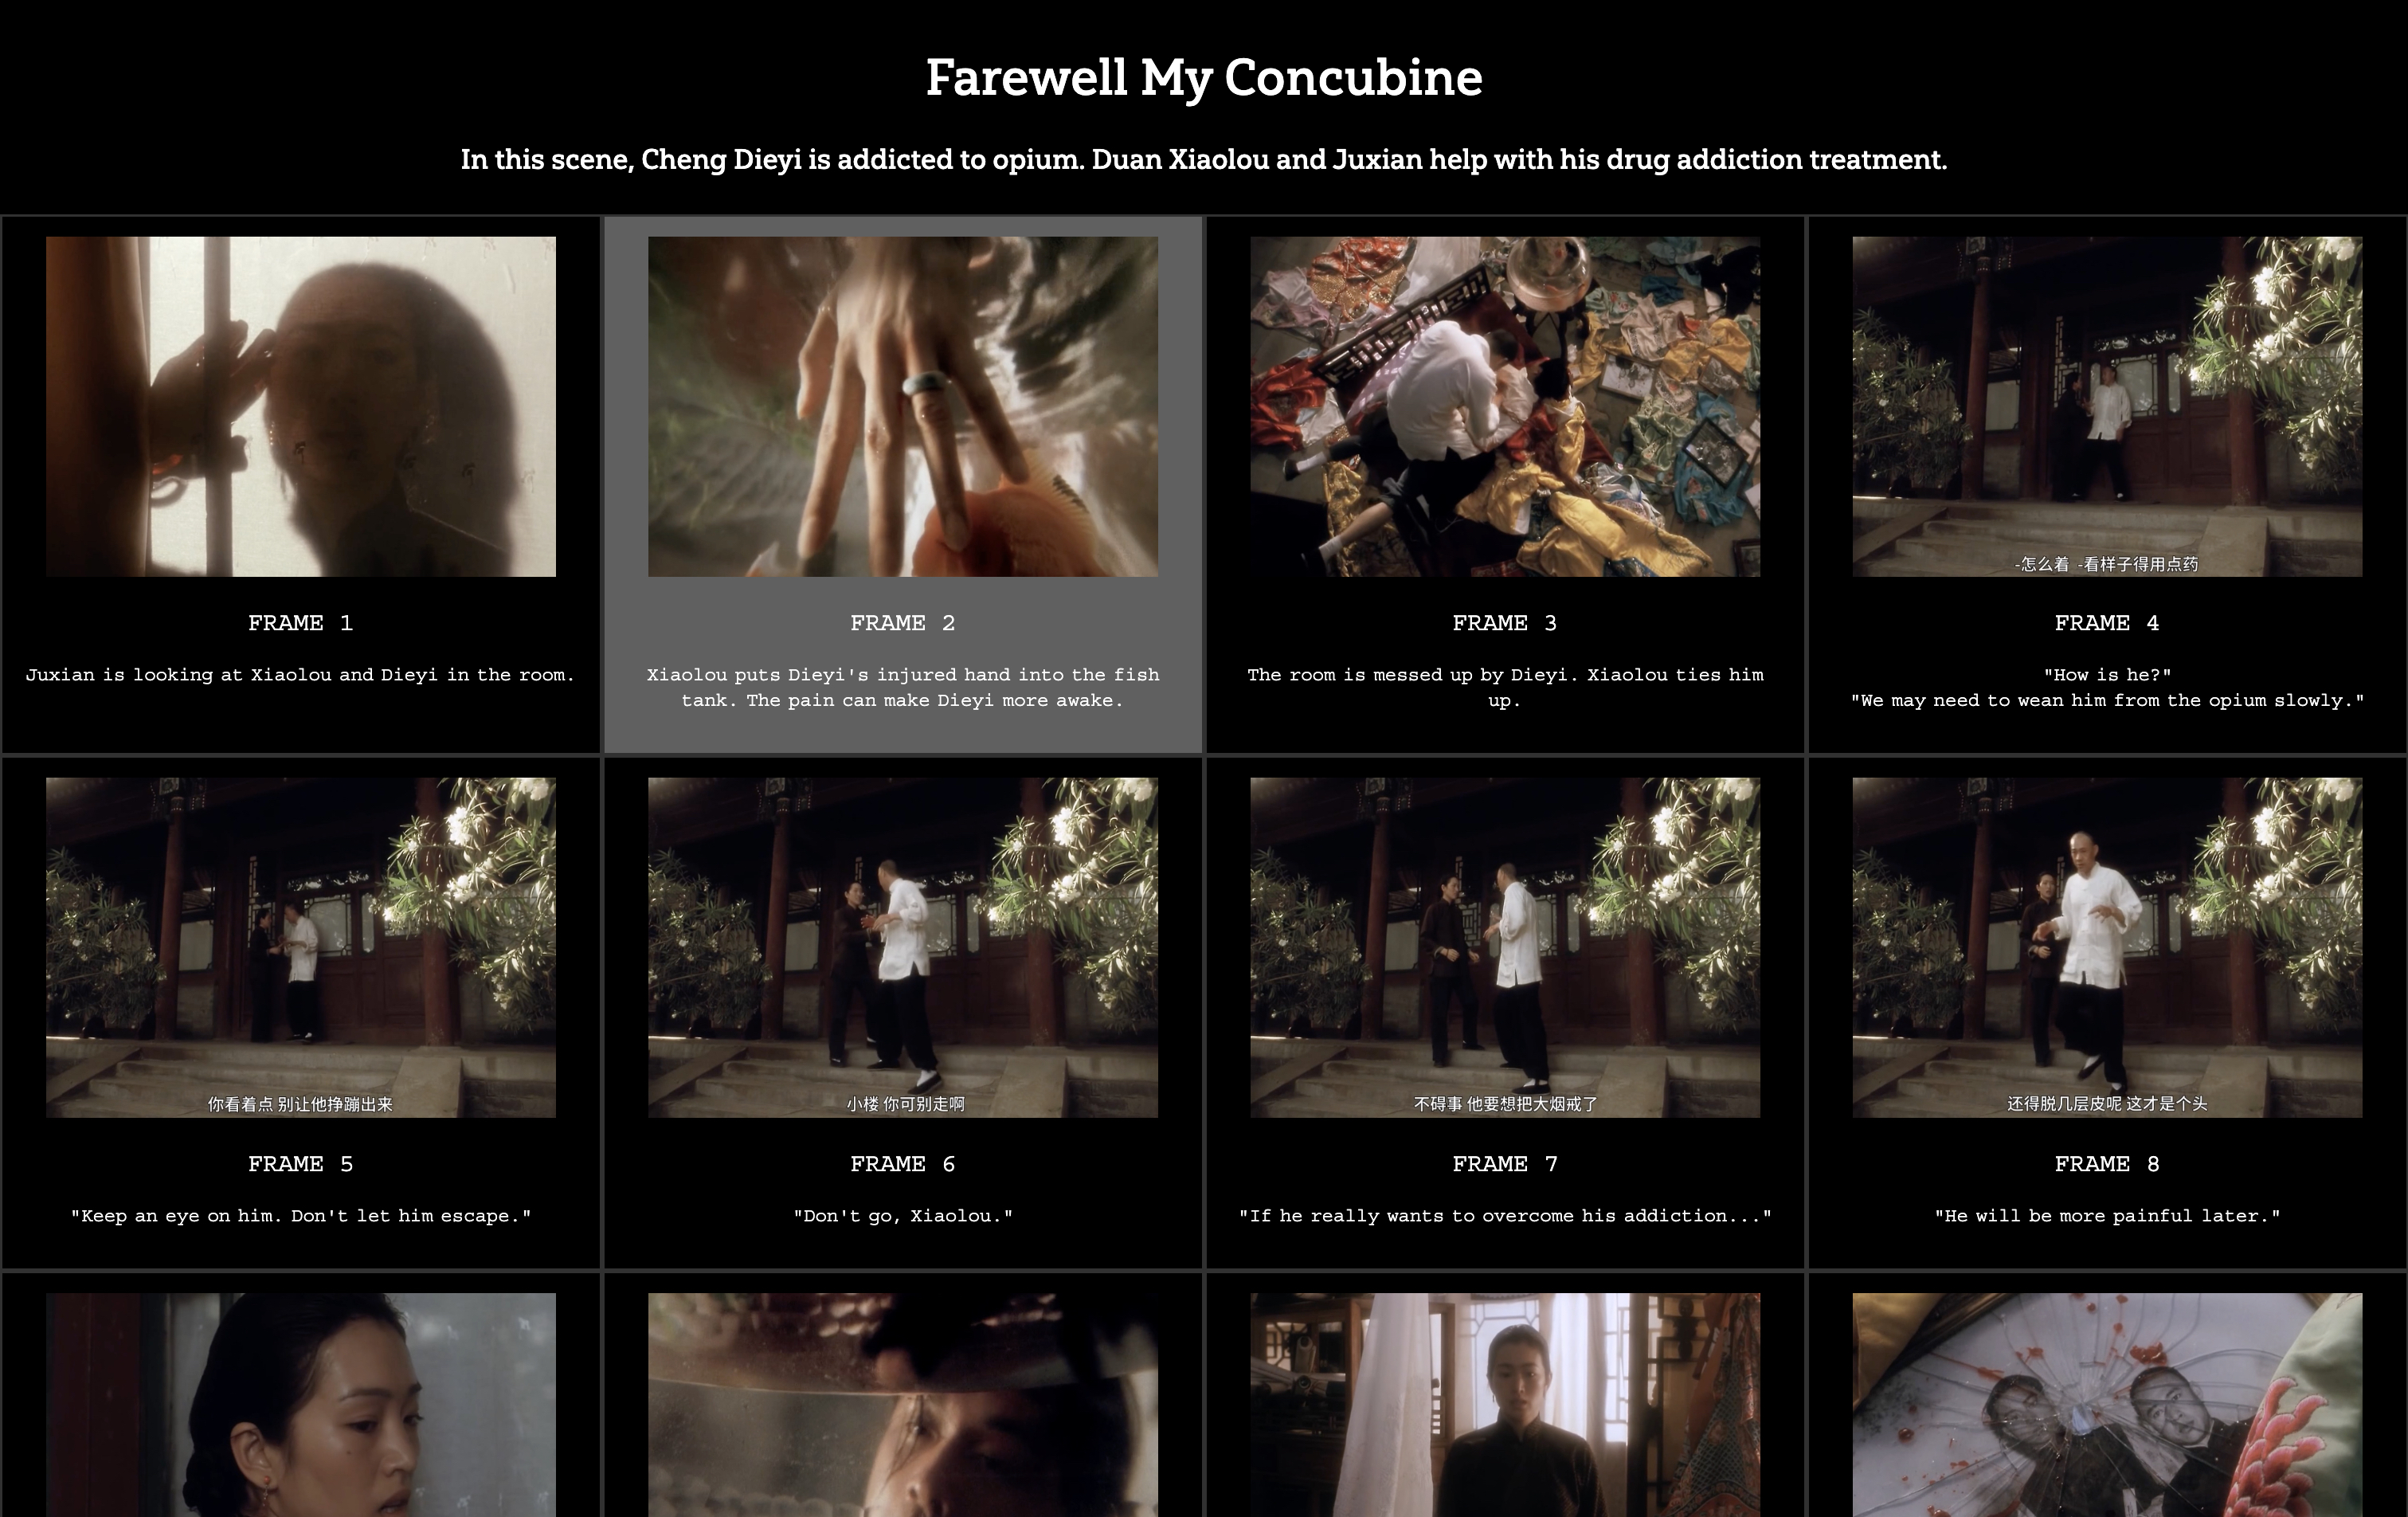 Farewell My Concubine
In this scene, Cheng Dieyi is addicted to opium. Duan Xiaolou and Juxian help with his drug addiction treatment.
FRAME 1
Juxian is looking at Xiaolou and Dieyi in the room.
FRAME 2
Xiaolou puts Dieyi's injured hand into the fish
tank. The pain can make Dieyi more awake.
FRAME 3
The room is messed up by Dieyi. Xiaolou ties him
up.
-怎么着 -看样子得用点药
FRAME 4
"How is he?"
"We may need to wean him from the opium slowly."
你看着点 别让他挣蹦出来
FRAME 5
"Keep an eye on him. Don't let him escape."
小楼 你可别走啊
FRAME 6
"Don't go, Xiaolou."
不碍事 他要想把大烟戒了
FRAME 7
"If he really wants to overcome his addiction..."
还得脱几层皮呢 这才是个头
FRAME 8
"He will be more painful later."